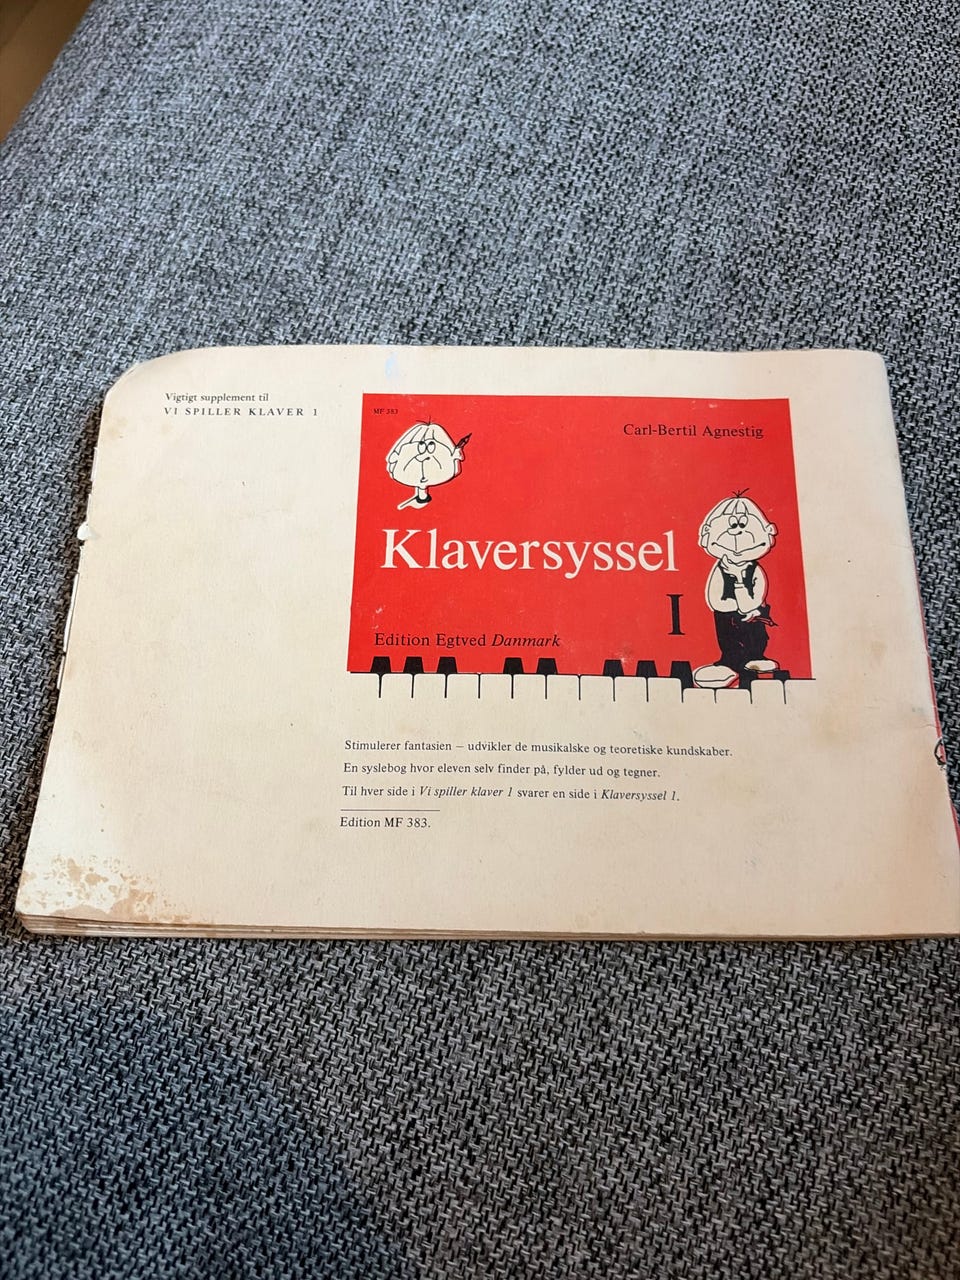 Vigtigt supplement til
VI SPILLER KLAVER 1
MF 383
Carl-Bertil Agnestig
Klaversyssel
I
Edition Egtved Danmark
Stimulerer fantasien – udvikler de musikalske og teoretiske kundskaber.
En syslebog hvor eleven selv finder på, fylder ud og tegner.
Til hver side i Vi spiller klaver 1 svarer en side i Klaversyssel 1.
Edition MF 383.